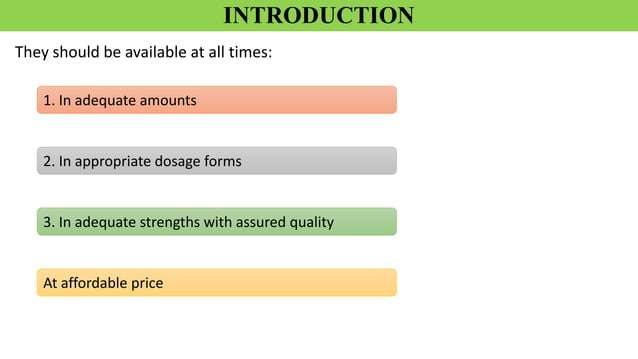 INTRODUCTION
They should be available at all times:
1. In adequate amounts
2. In appropriate dosage forms
3. In adequate strengths with assured quality
At affordable price